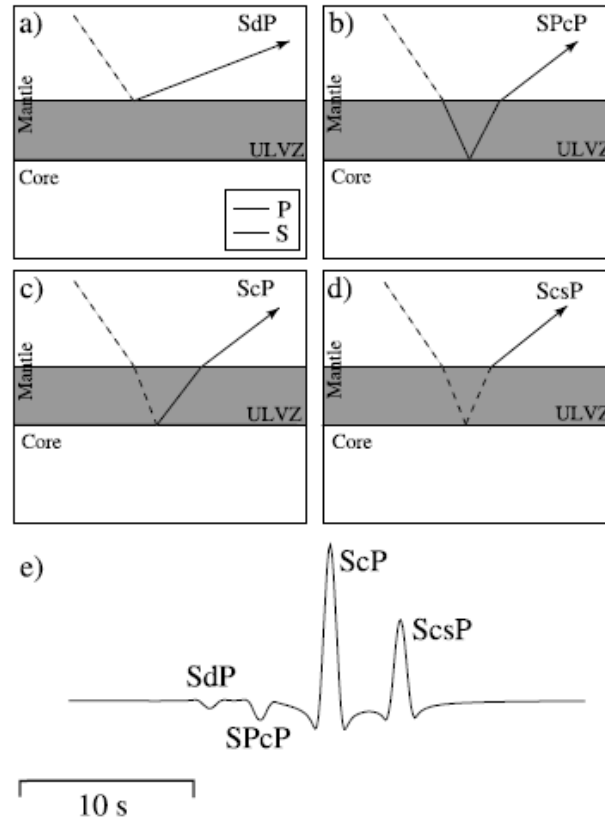 a)
SdP
Mantle
ULVZ
Core
P
S
b)
SPcP
Mantle
ULVZ
Core
c)
ScP
Mantle
ULVZ
Core
d)
ScsP
Mantle
ULVZ
Core
e)
ScP
ScsP
SdP
SPcP
10 s